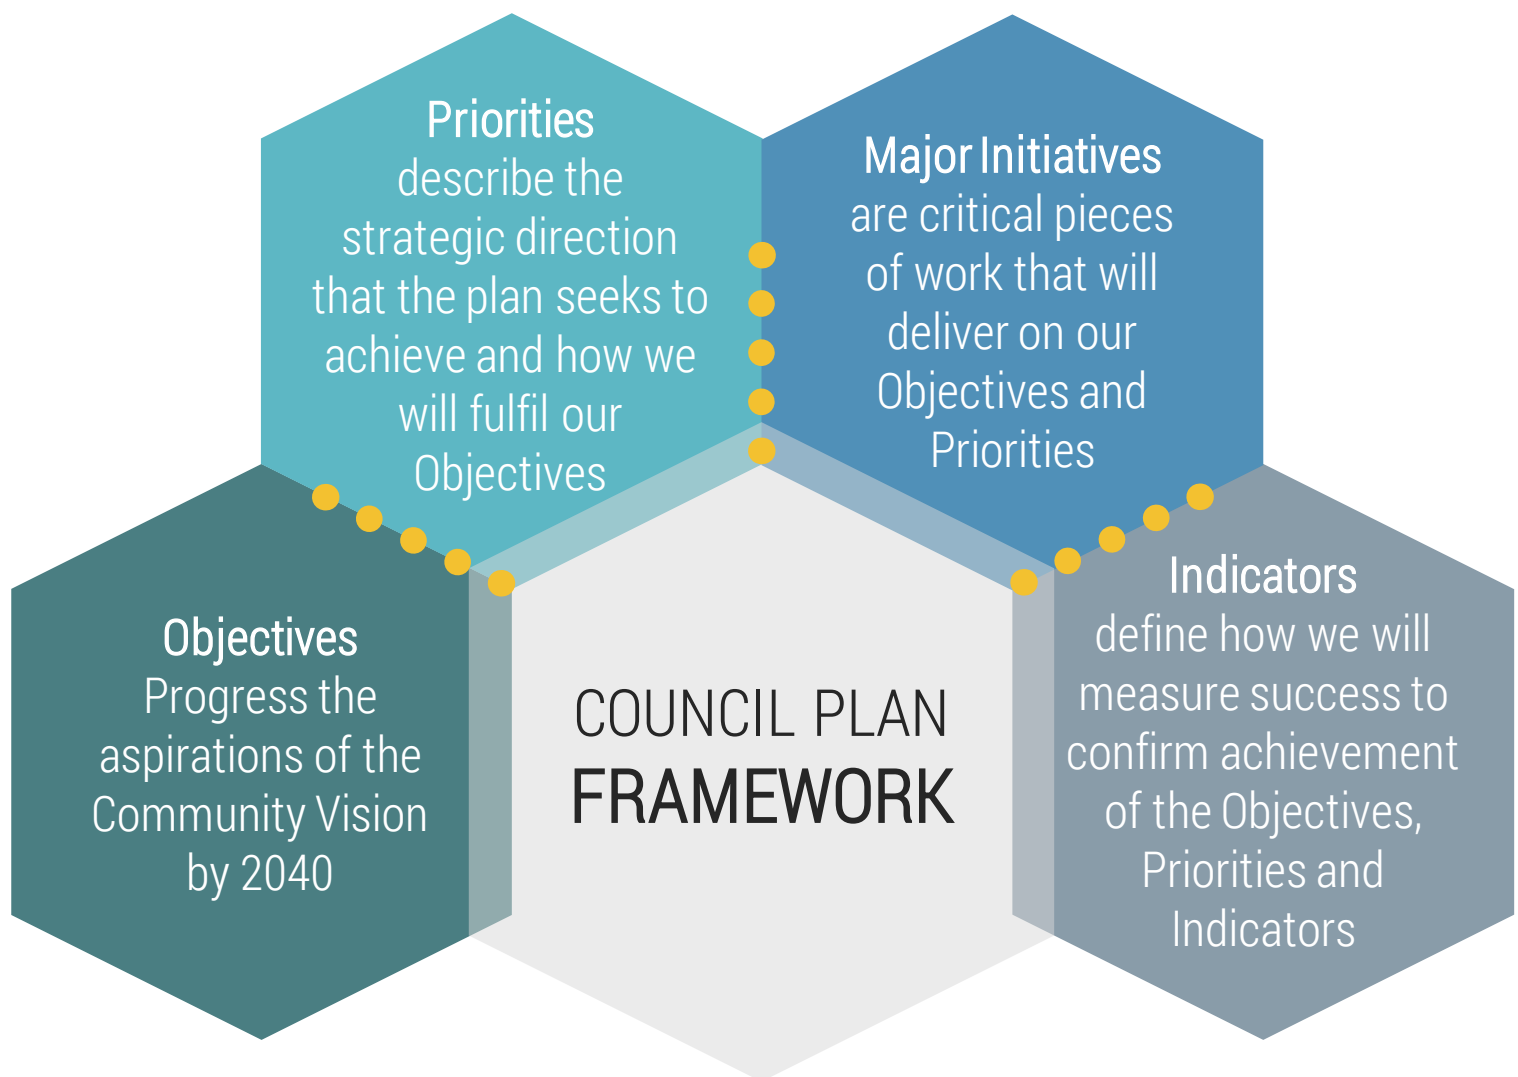 Priorities
describe the
strategic direction
that the plan seeks to
achieve and how we
will fulfil our
Objectives
Major Initiatives
are critical pieces
of work that will
deliver on our
Objectives and
Priorities
Objectives
Progress the
aspirations of the
Community Vision
by 2040
COUNCIL PLAN
FRAMEWORK
Indicators
define how we will
measure success to
confirm achievement
of the Objectives,
Priorities and
Indicators